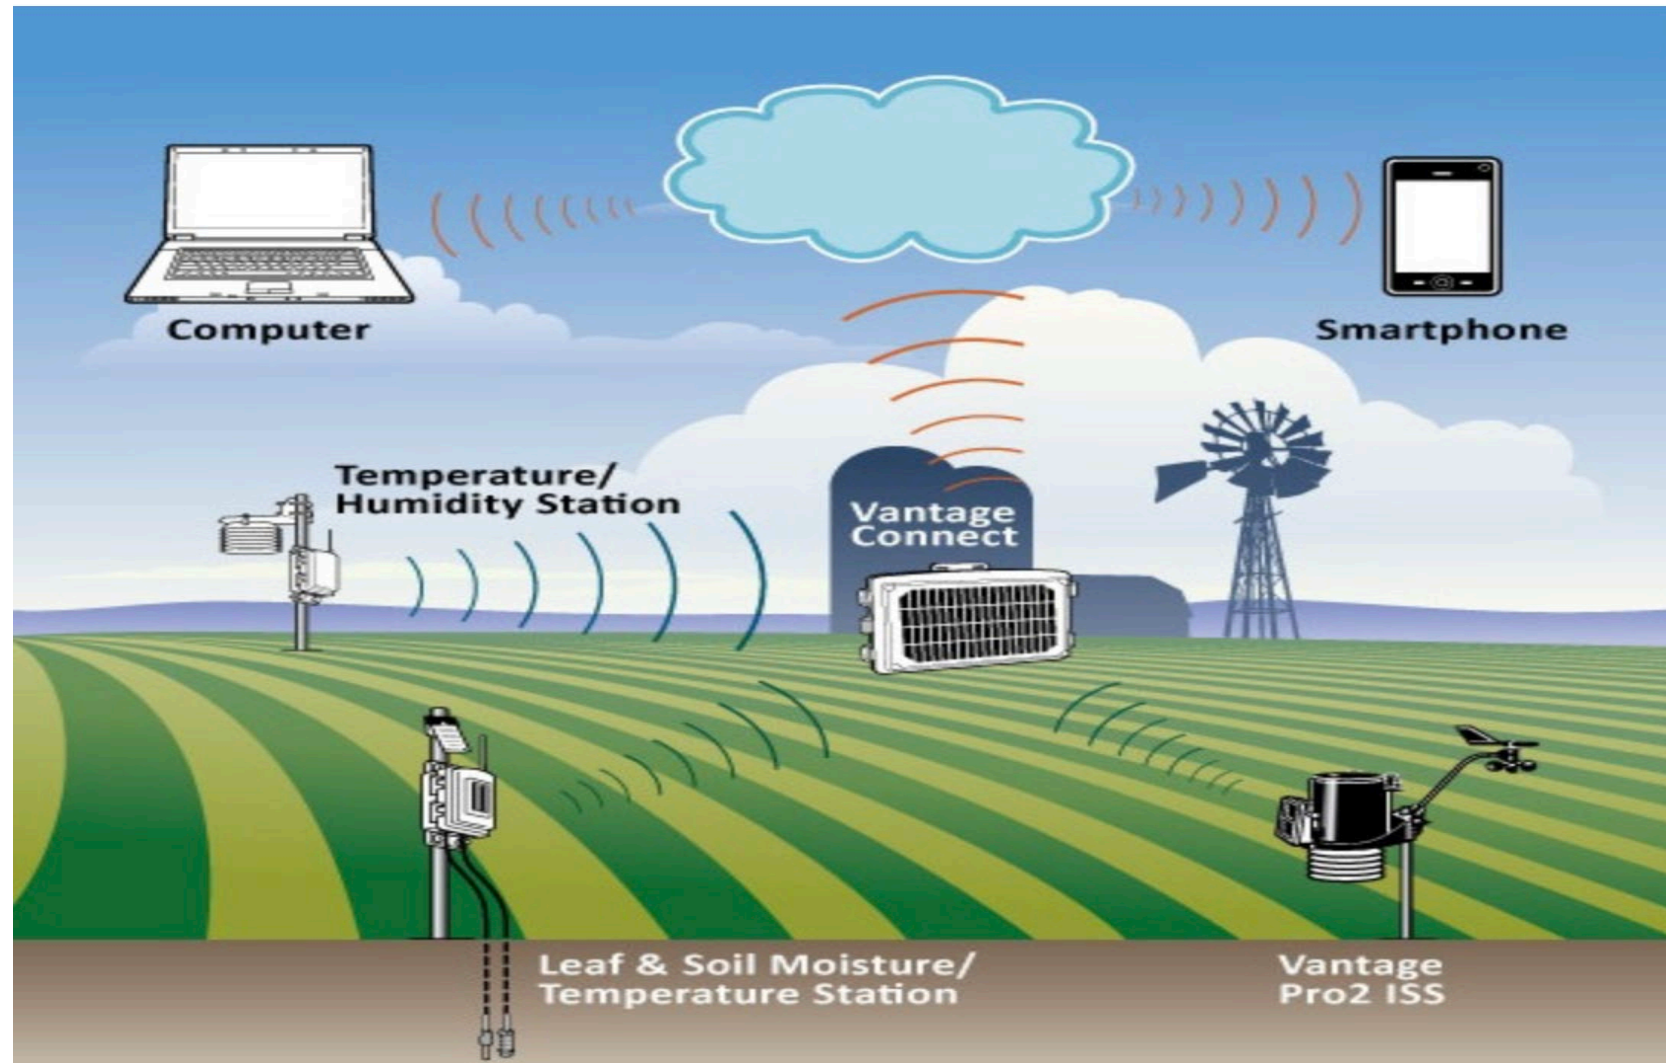 Computer
Smartphone
Temperature/
Humidity Station
Vantage
Connect
Leaf & Soil Moisture/
Temperature Station
Vantage
Pro2 ISS